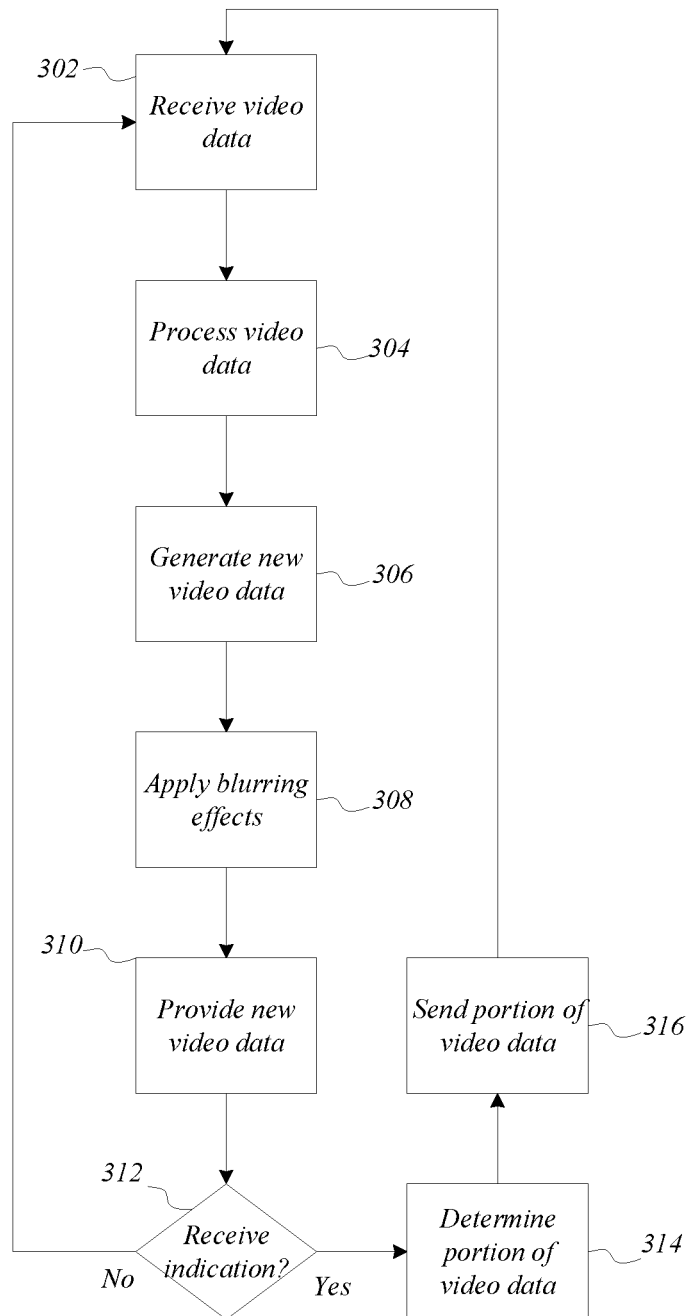 302
Receive video
data
Process video
data
304
Generate new
video data
306
Apply blurring
effects
308
310
Provide new
video data
Send portion of
video data
316
312
Receive
indication?
No
Yes
Determine
portion of
video data
314